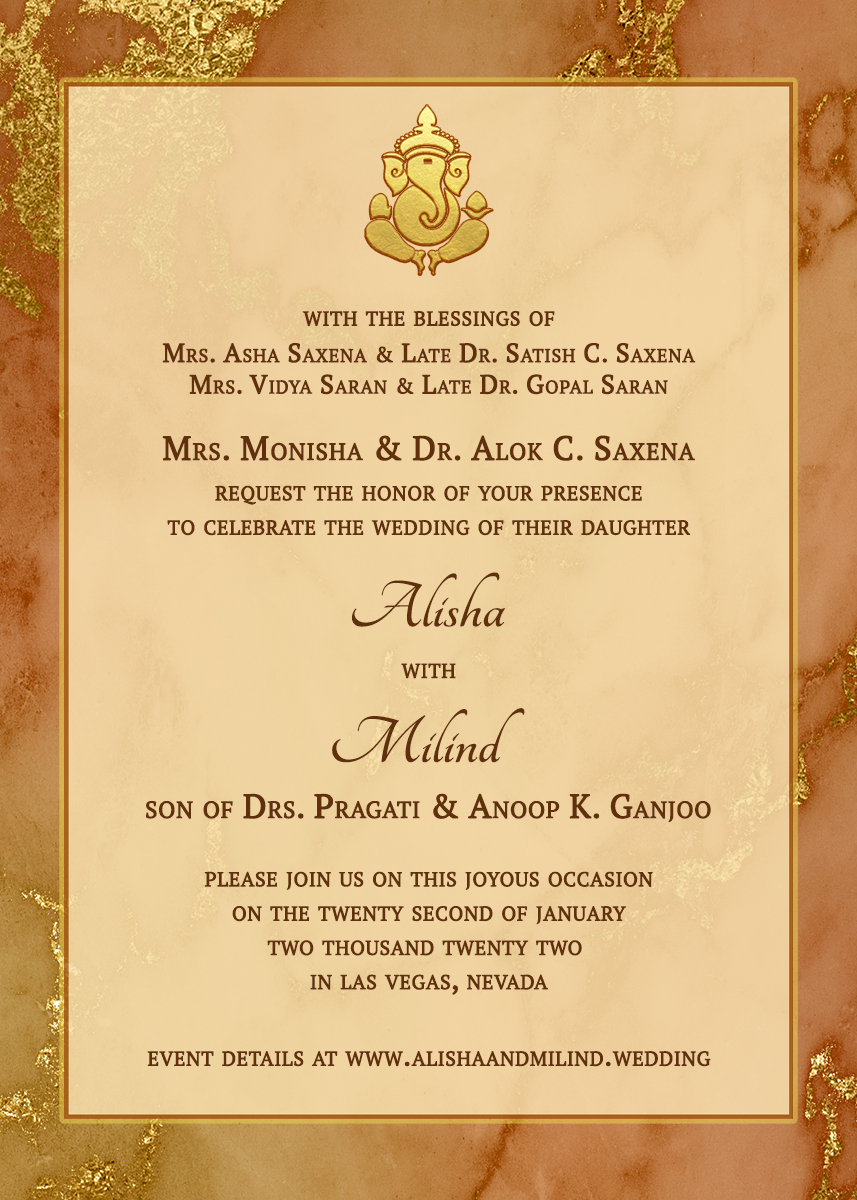 WITH THE BLESSINGS OF
MRS. ASHA SAXENA & LATE DR. SATISH C. SAXENA
MRS. VIDYA SARAN & LATE DR. GOPAL SARAN
MRS. MONISHA & DR. ALOK C. SAXENA
REQUEST THE HONOR OF YOUR PRESENCE
TO CELEBRATE THE WEDDING OF THEIR DAUGHTER
Alisha
WITH
Milind
SON OF DRS. PRAGATI & ANOOP K. GANJOO
PLEASE JOIN US ON THIS JOYOUS OCCASION
ON THE TWENTY SECOND OF JANUARY
TWO THOUSAND TWENTY TWO
IN LAS VEGAS, NEVADA
EVENT DETAILS AT WWW.ALISHAANDMILIND.WEDDING